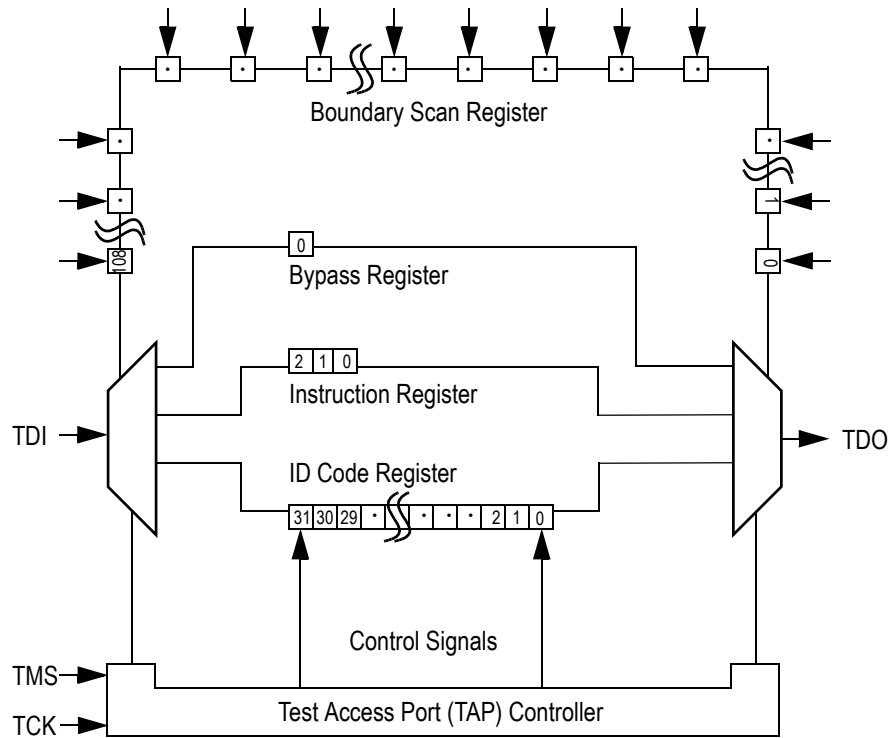 Boundary Scan Register
1
108
0
0
Bypass Register
2 1 0
Instruction Register
TDI
TDO
ID Code Register
31 30 29 · · · · 2 1 0
Control Signals
TMS
Test Access Port (TAP) Controller
TCK